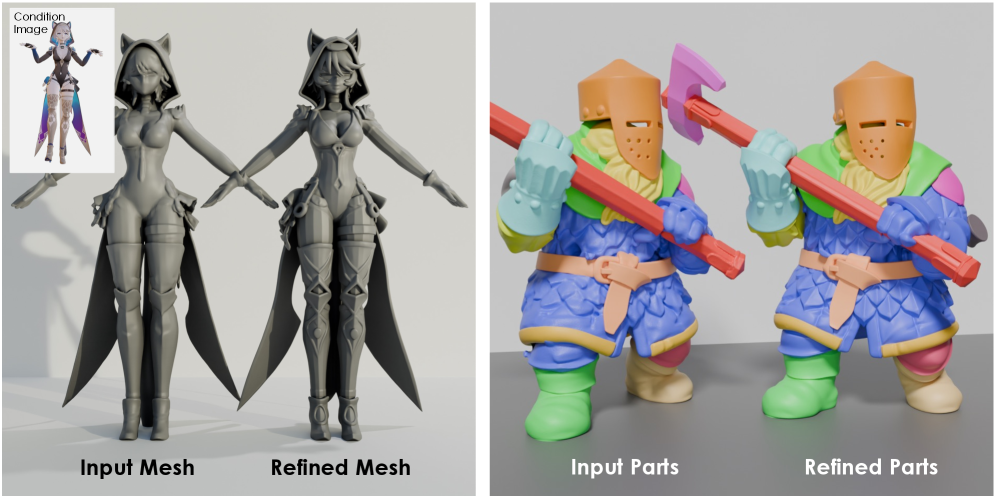 Condition
Image
Input Mesh
Refined Mesh
Input Parts
Refined Parts